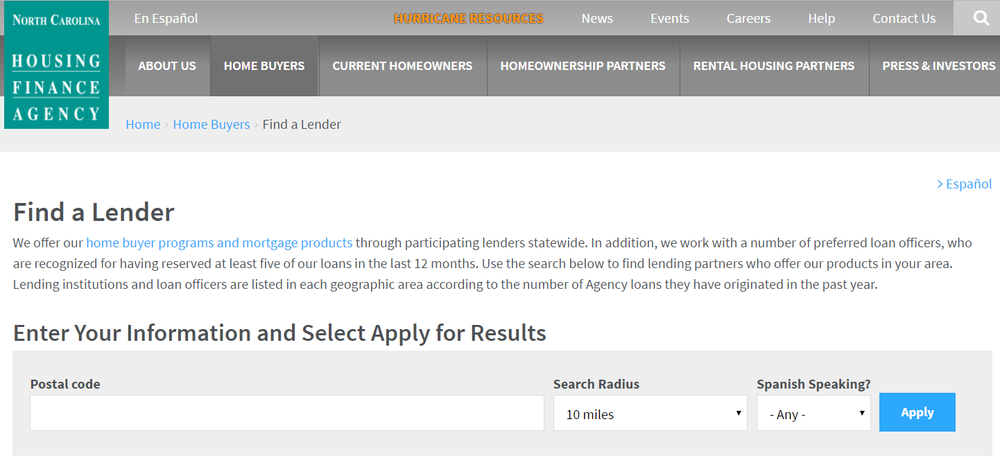 NORTH CAROLINA
HOUSING
FINANCE
AGENCY
En Español
HURRICANE RESOURCES
News
Events
Careers
Help
Contact Us
ABOUT US
HOME BUYERS
CURRENT HOMEOWNERS
HOMEOWNERSHIP PARTNERS
RENTAL HOUSING PARTNERS
PRESS & INVESTORS
Home › Home Buyers › Find a Lender
> Español
Find a Lender
We offer our home buyer programs and mortgage products through participating lenders statewide. In addition, we work with a number of preferred loan officers, who
are recognized for having reserved at least five of our loans in the last 12 months. Use the search below to find lending partners who offer our products in your area.
Lending institutions and loan officers are listed in each geographic area according to the number of Agency loans they have originated in the past year.
Enter Your Information and Select Apply for Results
Postal code
Search Radius
10 miles
Spanish Speaking?
- Any -
Apply